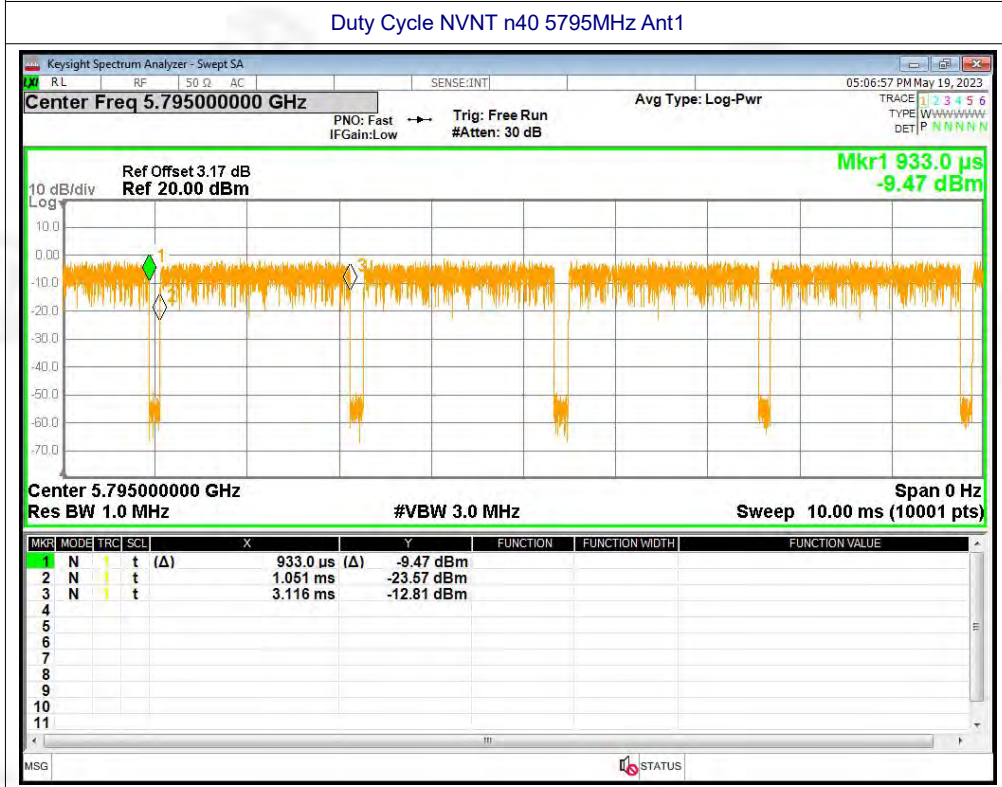 Duty Cycle NVNT n40 5795MHz Ant1
Keysight Spectrum Analyzer - Swept SA
LXI RL RF 50 Ω AC SENSE:INT 05:06:57 PM May 19, 2023
Center Freq 5.795000000 GHz Avg Type: Log-Pwr TRACE 1 2 3 4 5 6
PNO: Fast Trig: Free Run TYPE WWWWWWW
IFGain:Low #Atten: 30 dB DET P N N N N N
Mkr1 933.0 µs
Ref Offset 3.17 dB
10 dB/div Ref 20.00 dBm -9.47 dBm
Log
10.0
0.00
1
3
-10.0
2
-20.0
-30.0
-40.0
-50.0
-60.0
-70.0
Center 5.795000000 GHz Span 0 Hz
Res BW 1.0 MHz #VBW 3.0 MHz Sweep 10.00 ms (10001 pts)
MKR MODE TRC SCL X Y FUNCTION FUNCTION WIDTH FUNCTION VALUE
1 N 1 t (Δ) 933.0 µs (Δ) -9.47 dBm
2 N 1 t 1.051 ms -23.57 dBm
3 N 1 t 3.116 ms -12.81 dBm
4
5
6
7
8
9
10
11
MSG STATUS